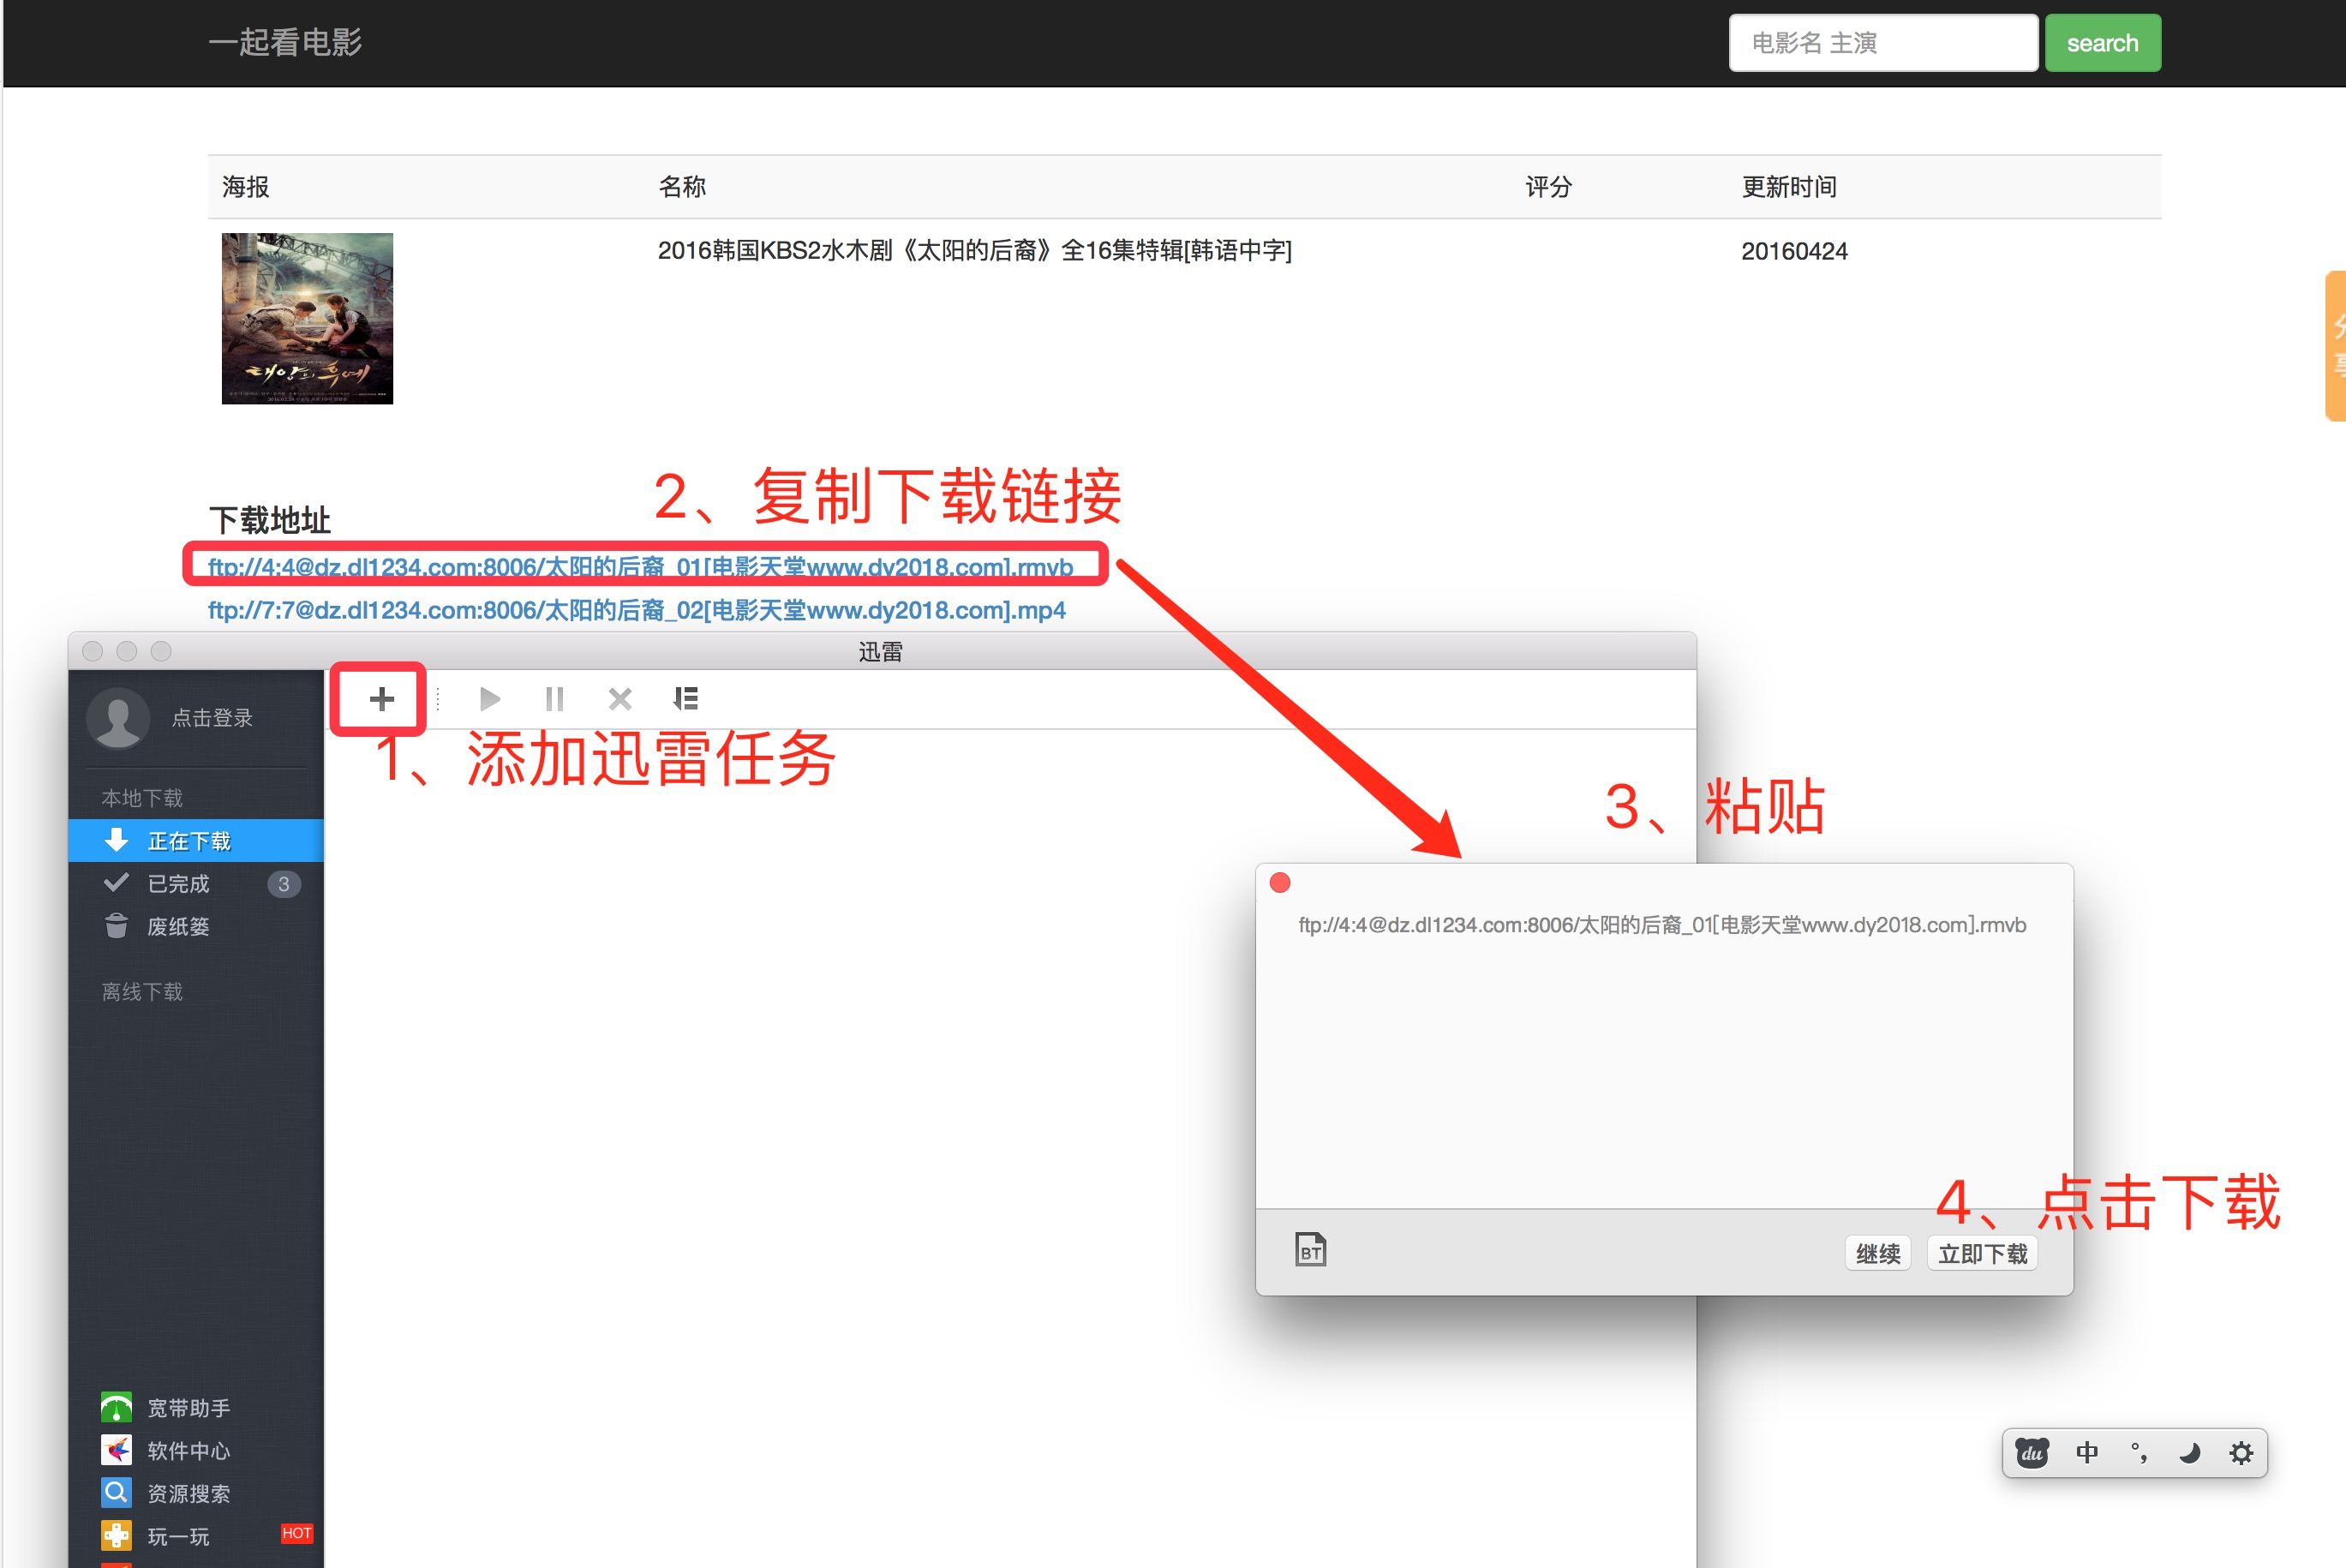 一起看电影
电影名 主演
search
海报 名称 评分 更新时间
2016韩国KBS2水木剧《太阳的后裔》全16集特辑[韩语中字] 20160424
태양의 후예
分享
2、复制下载链接
下载地址
ftp://4:4@dz.dl1234.com:8006/太阳的后裔_01[电影天堂www.dy2018.com].rmvb
ftp://7:7@dz.dl1234.com:8006/太阳的后裔_02[电影天堂www.dy2018.com].mp4
迅雷
点击登录
1、添加迅雷任务
本地下载
正在下载
已完成 3
废纸篓
离线下载
3、粘贴
ftp://4:4@dz.dl1234.com:8006/太阳的后裔_01[电影天堂www.dy2018.com].rmvb
4、点击下载
BT
继续 立即下载
宽带助手
软件中心
资源搜索
玩一玩 HOT
du 中 °,